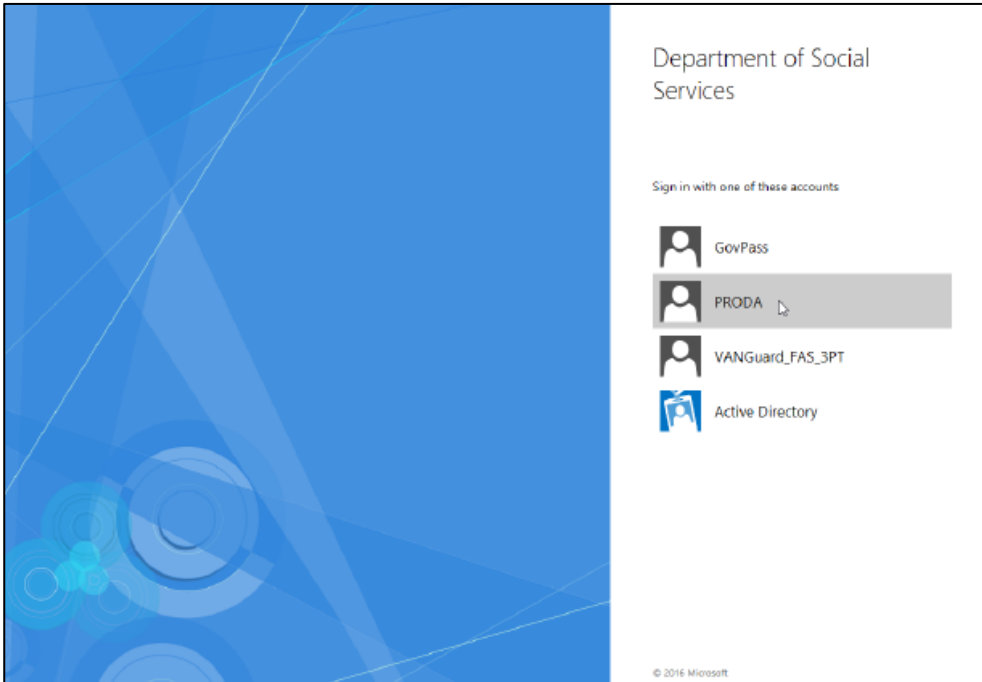 Department of Social
Services
Sign in with one of these accounts
GovPass
PRODA
VANGuard_FAS_3PT
Active Directory
© 2016 Microsoft